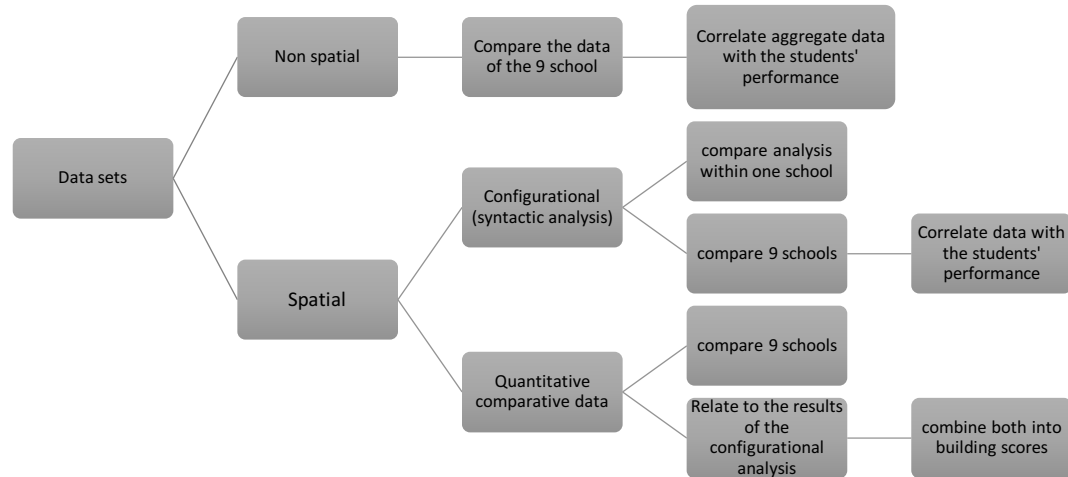 Data sets
Non spatial
Compare the data
of the 9 school
Correlate aggregate data
with the students'
performance
Spatial
Configurational
(syntactic analysis)
compare analysis
within one school
compare 9 schools
Correlate data with
the students'
performance
Quantitative
comparative data
compare 9 schools
Relate to the results
of the
configurational
analysis
combine both into
building scores